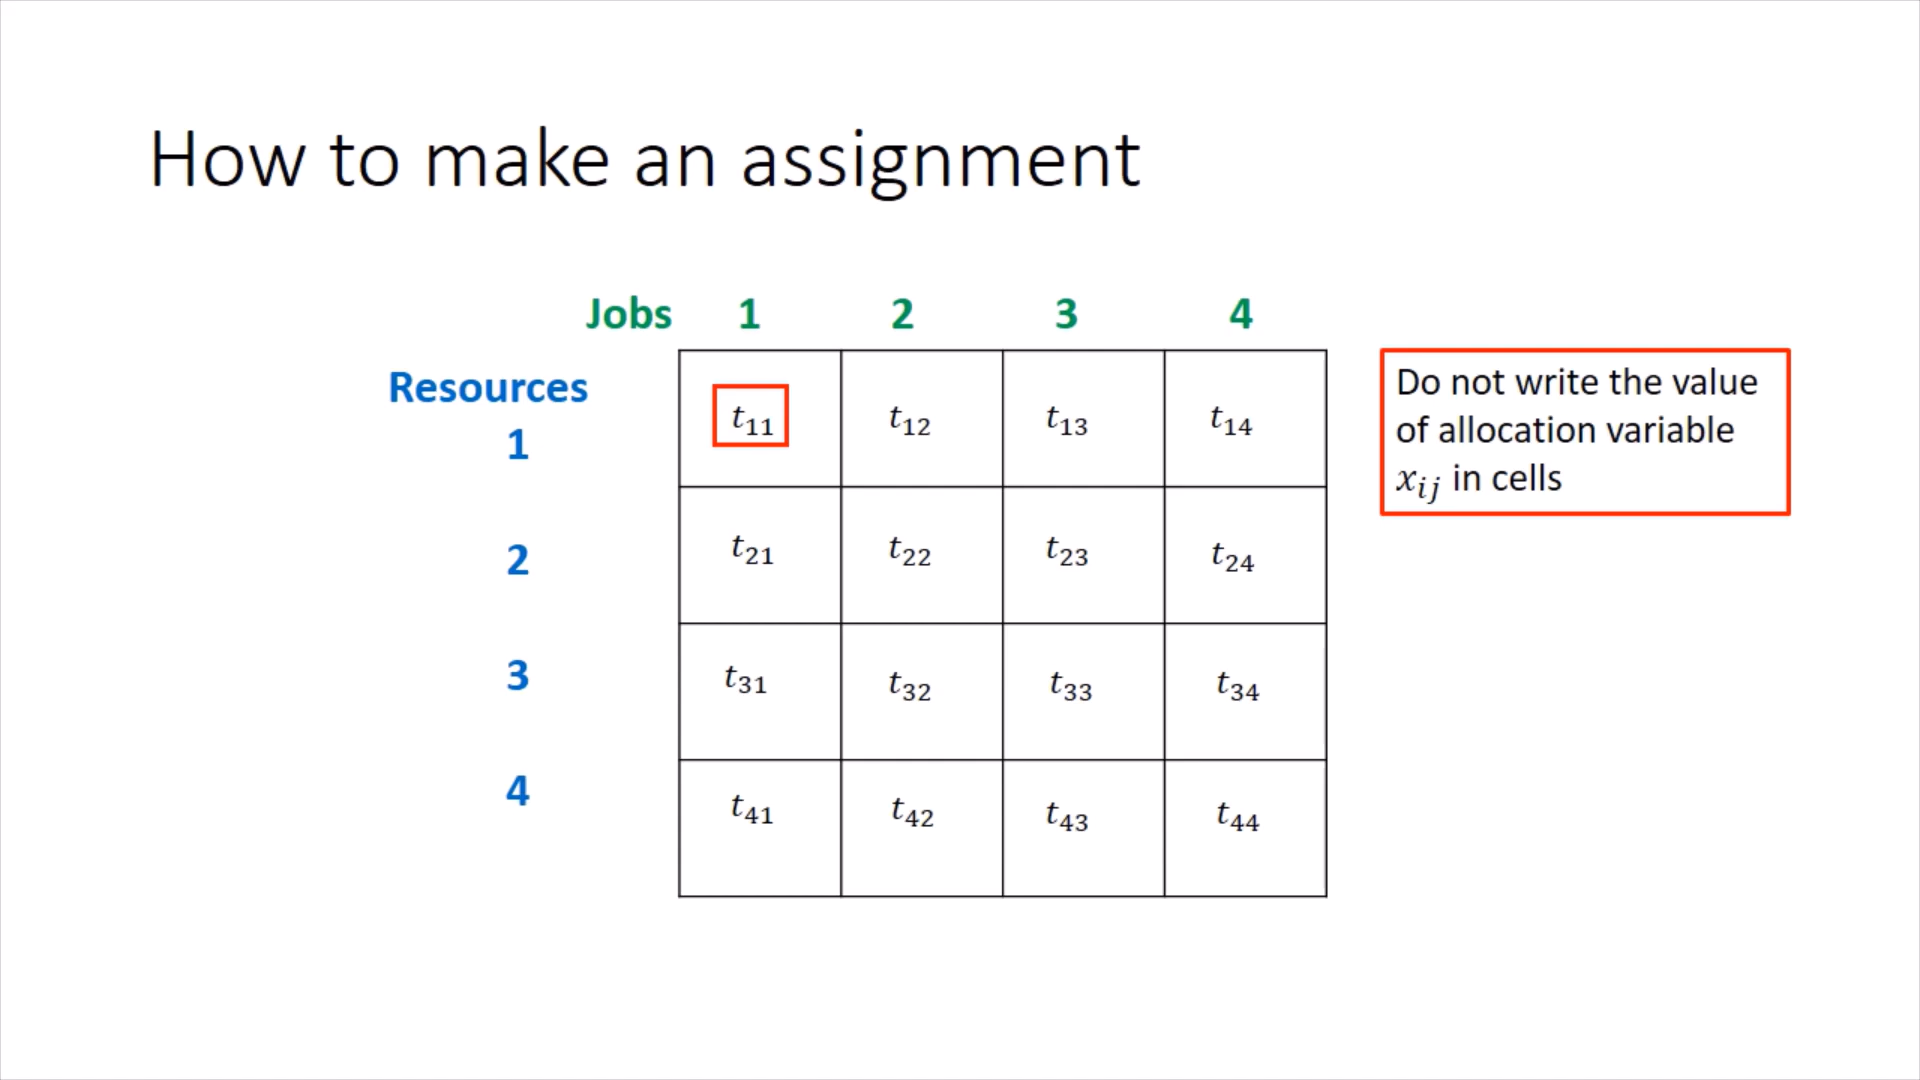 How to make an assignment
Jobs 1 2 3 4
Resources
1 t₁₁ t₁₂ t₁₃ t₁₄
2 t₂₁ t₂₂ t₂₃ t₂₄
3 t₃₁ t₃₂ t₃₃ t₃₄
4 t₄₁ t₄₂ t₄₃ t₄₄
Do not write the value
of allocation variable
xᵢⱼ in cells